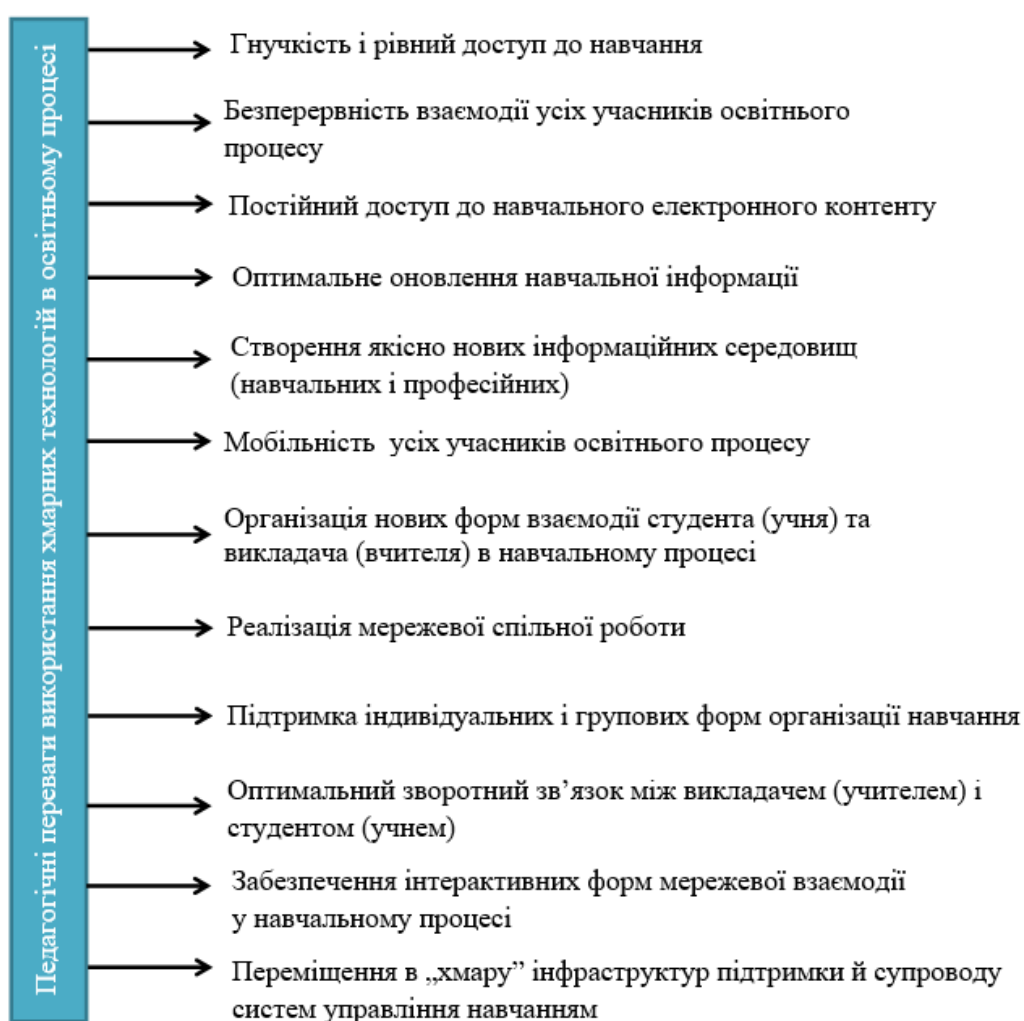 Педагогічні переваги використання хмарних технологій в освітньому процесі
Гнучкість і рівний доступ до навчання
Безперервність взаємодії усіх учасників освітнього
процесу
Постійний доступ до навчального електронного контенту
Оптимальне оновлення навчальної інформації
Створення якісно нових інформаційних середовищ
(навчальних і професійних)
Мобільність усіх учасників освітнього процесу
Організація нових форм взаємодії студента (учня) та
викладача (вчителя) в навчальному процесі
Реалізація мережевої спільної роботи
Підтримка індивідуальних і групових форм організації навчання
Оптимальний зворотний зв’язок між викладачем (учителем) і
студентом (учнем)
Забезпечення інтерактивних форм мережевої взаємодії
у навчальному процесі
Переміщення в „хмару” інфраструктур підтримки й супроводу
систем управління навчанням